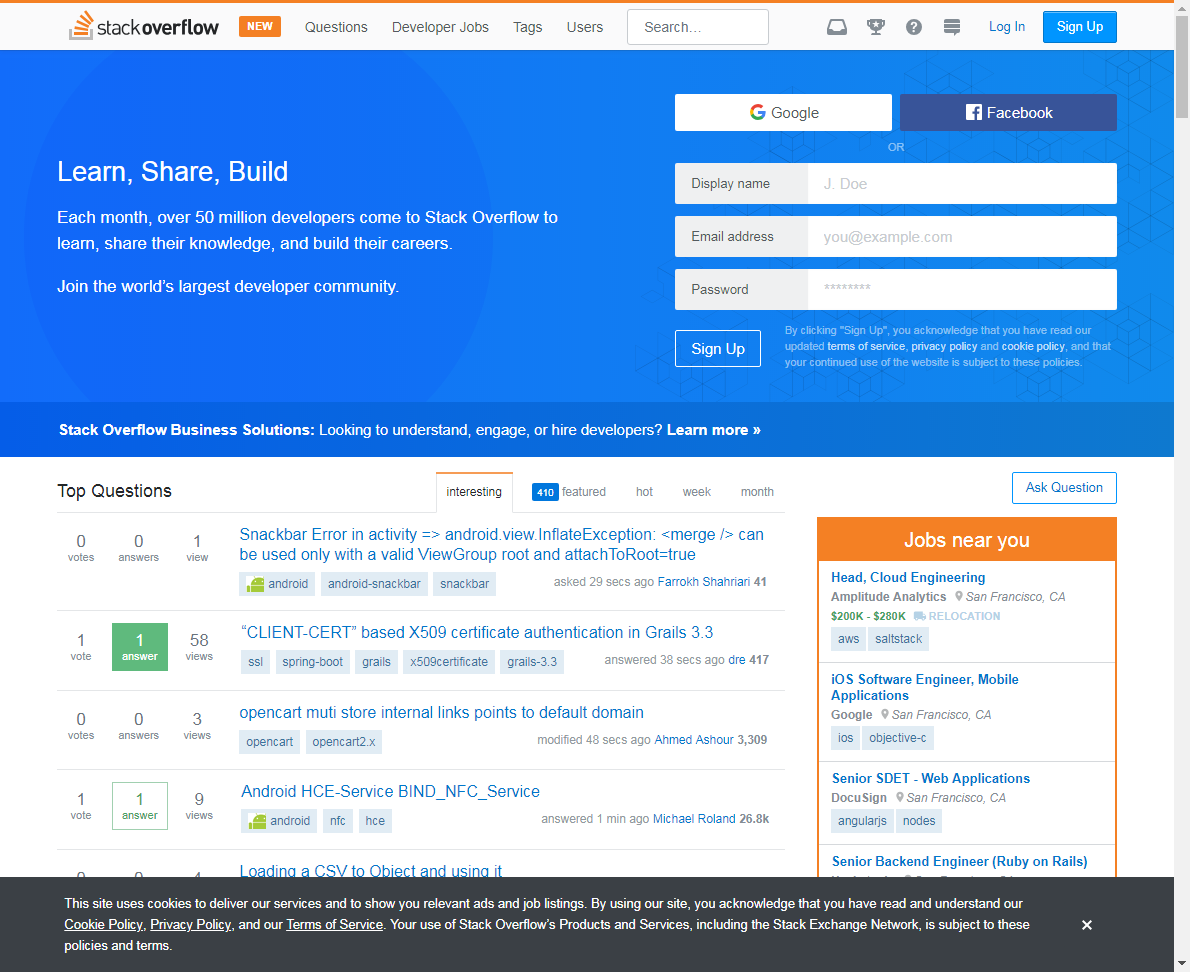 stackoverflow NEW Questions Developer Jobs Tags Users Search... Log In Sign Up
Google Facebook
OR
Learn, Share, Build
Each month, over 50 million developers come to Stack Overflow to
learn, share their knowledge, and build their careers.
Join the world's largest developer community.
Display name J. Doe
Email address you@example.com
Password ********
Sign Up
By clicking "Sign Up", you acknowledge that you have read our
updated terms of service, privacy policy and cookie policy, and that
your continued use of the website is subject to these policies.
Stack Overflow Business Solutions: Looking to understand, engage, or hire developers? Learn more »
Top Questions interesting 410 featured hot week month
0 votes 0 answers 1 view
Snackbar Error in activity => android.view.InflateException: <merge /> can
be used only with a valid ViewGroup root and attachToRoot=true
android android-snackbar snackbar asked 29 secs ago Farrokh Shahriari 41
1 vote 1 answer 58 views
“CLIENT-CERT” based X509 certificate authentication in Grails 3.3
ssl spring-boot grails x509certificate grails-3.3 answered 38 secs ago dre 417
0 votes 0 answers 3 views
opencart muti store internal links points to default domain
opencart opencart2.x modified 48 secs ago Ahmed Ashour 3,309
1 vote 1 answer 9 views
Android HCE-Service BIND_NFC_Service
android nfc hce answered 1 min ago Michael Roland 26.8k
Loading a CSV to Object and using it
Ask Question
Jobs near you
Head, Cloud Engineering
Amplitude Analytics San Francisco, CA
$200K - $280K RELOCATION
aws saltstack
iOS Software Engineer, Mobile
Applications
Google San Francisco, CA
ios objective-c
Senior SDET - Web Applications
DocuSign San Francisco, CA
angularjs nodes
Senior Backend Engineer (Ruby on Rails)
This site uses cookies to deliver our services and to show you relevant ads and job listings. By using our site, you acknowledge that you have read and understand our
Cookie Policy, Privacy Policy, and our Terms of Service. Your use of Stack Overflow's Products and Services, including the Stack Exchange Network, is subject to these
policies and terms.